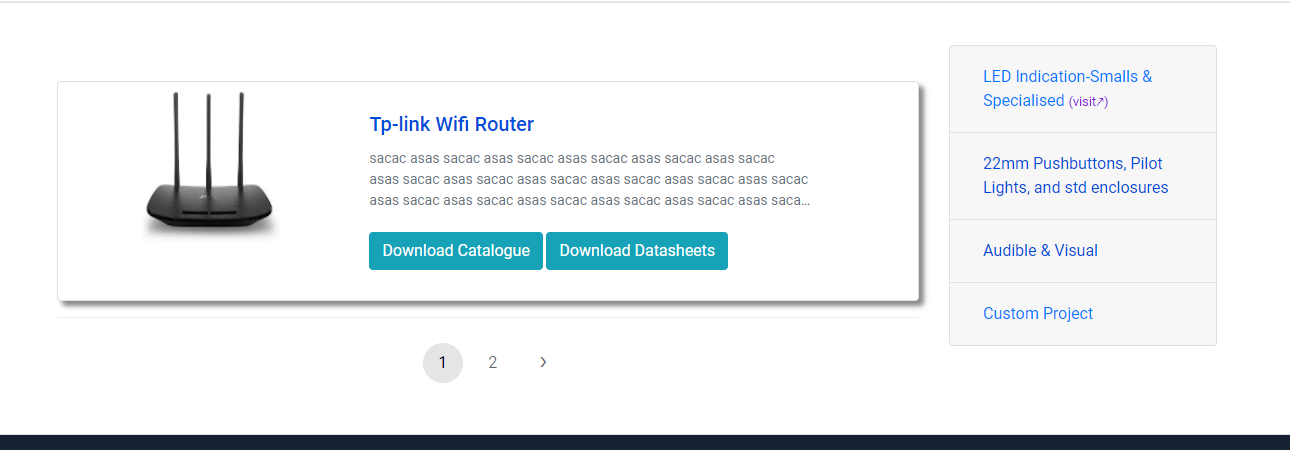 Tp-link Wifi Router
sacac asas sacac asas sacac asas sacac asas sacac asas sacac
asas sacac asas sacac asas sacac asas sacac asas sacac asas sacac
asas sacac asas sacac asas sacac asas sacac asas sacac asas saca...
Download Catalogue Download Datasheets
1 2 ›
LED Indication-Smalls &
Specialised (visit↗)
22mm Pushbuttons, Pilot
Lights, and std enclosures
Audible & Visual
Custom Project